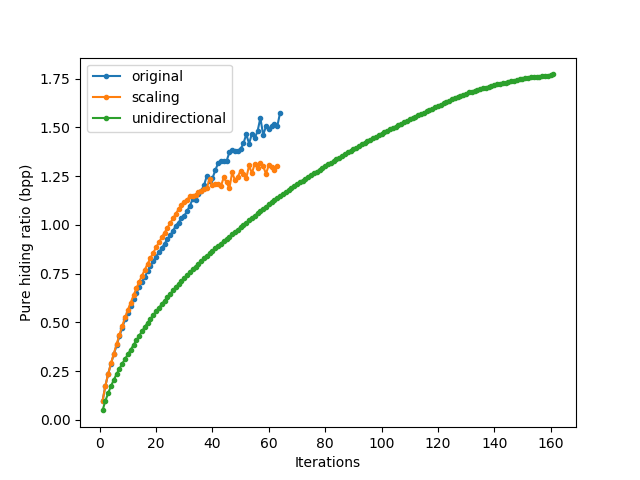 original
scaling
unidirectional
Pure hiding ratio (bpp)
1.75
1.50
1.25
1.00
0.75
0.50
0.25
0.00
0 20 40 60 80 100 120 140 160
Iterations